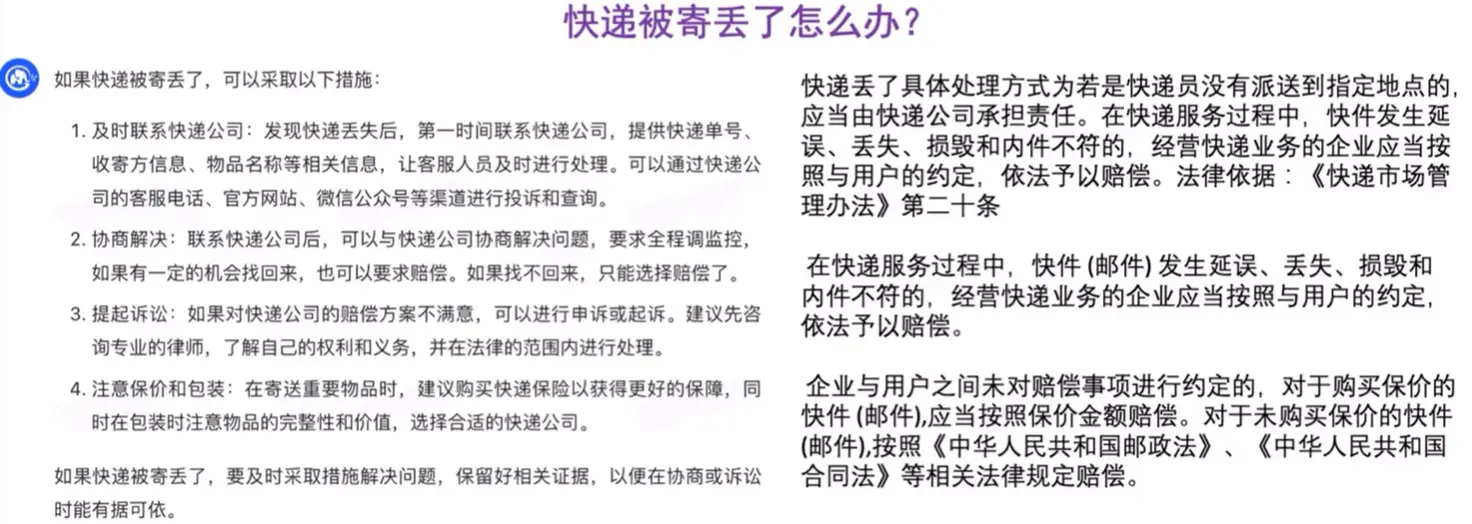 快递被寄丢了怎么办？
如果快递被寄丢了，可以采取以下措施：
1. 及时联系快递公司：发现快递丢失后，第一时间联系快递公司，提供快递单号、
收寄方信息、物品名称等相关信息，让客服人员及时进行处理。可以通过快递公
司的客服电话、官方网站、微信公众号等渠道进行投诉和查询。
2. 协商解决：联系快递公司后，可以与快递公司协商解决问题，要求全程调监控，
如果有一定的机会找回来，也可以要求赔偿。如果找不回来，只能选择赔偿了。
3. 提起诉讼：如果对快递公司的赔偿方案不满意，可以进行申诉或起诉。建议先咨
询专业的律师，了解自己的权利和义务，并在法律的范围内进行处理。
4. 注意保价和包装：在寄送重要物品时，建议购买快递保险以获得更好的保障，同
时在包装时注意物品的完整性和价值，选择合适的快递公司。
如果快递被寄丢了，要及时采取措施解决问题，保留好相关证据，以便在协商或诉讼
时能有据可依。
快递丢了具体处理方式为若是快递员没有派送到指定地点的，
应当由快递公司承担责任。在快递服务过程中，快件发生延
误、丢失、损毁和内件不符的，经营快递业务的企业应当按
照与用户的约定，依法予以赔偿。法律依据：《快递市场管
理办法》第二十条
在快递服务过程中，快件 (邮件) 发生延误、丢失、损毁和
内件不符的，经营快递业务的企业应当按照与用户的约定，
依法予以赔偿。
企业与用户之间未对赔偿事项进行约定的，对于购买保价的
快件 (邮件),应当按照保价金额赔偿。对于未购买保价的快件
(邮件),按照《中华人民共和国邮政法》、《中华人民共和国
合同法》等相关法律规定赔偿。